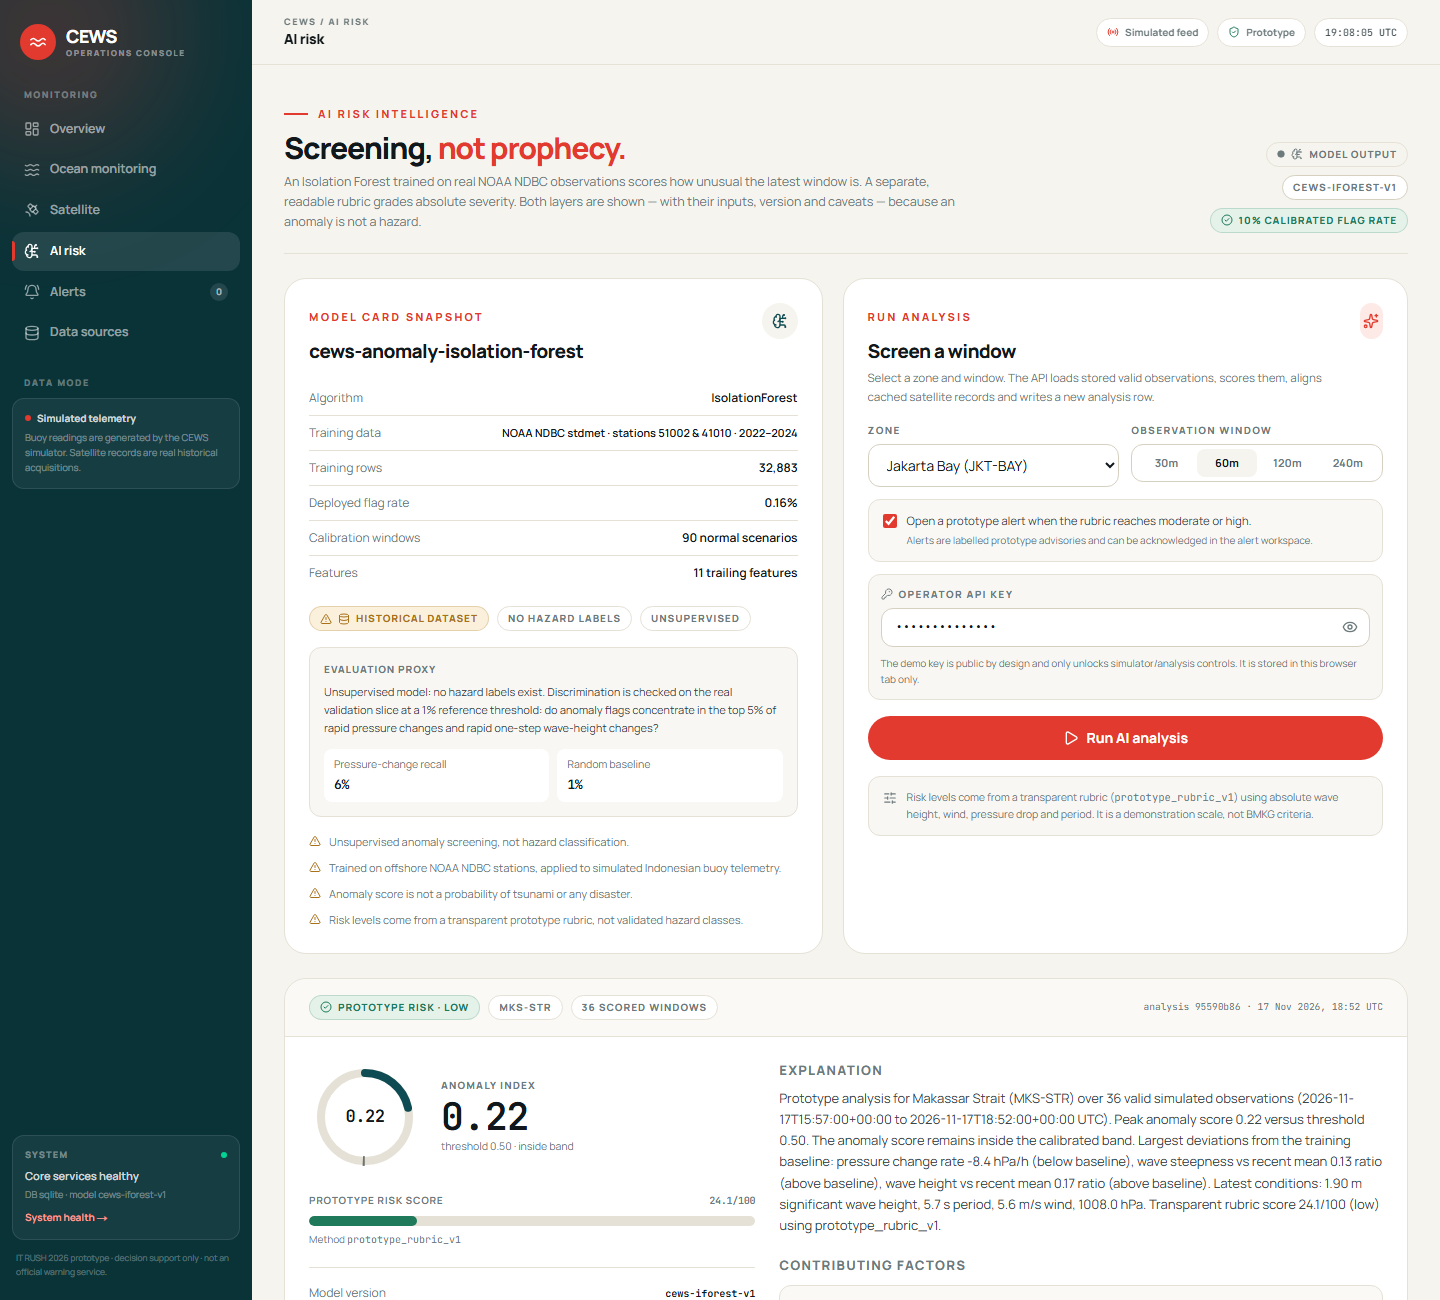 CEWS
OPERATIONS CONSOLE
MONITORING
Overview
Ocean monitoring
Satellite
AI risk
Alerts
0
Data sources
DATA MODE
Simulated telemetry
Buoy readings are generated by the CEWS
simulator. Satellite records are real historical
acquisitions.
SYSTEM
Core services healthy
DB sqlite · model cews-iforest-v1
System health →
IT RUSH 2026 prototype · decision support only · not an
official warning service.
CEWS / AI RISK
AI risk
Simulated feed
Prototype
19:08:05 UTC
AI RISK INTELLIGENCE
Screening, not prophecy.
An Isolation Forest trained on real NOAA NDBC observations scores how unusual the latest window is. A separate,
readable rubric grades absolute severity. Both layers are shown — with their inputs, version and caveats — because an
anomaly is not a hazard.
MODEL OUTPUT
CEWS-IFOREST-V1
10% CALIBRATED FLAG RATE
MODEL CARD SNAPSHOT
cews-anomaly-isolation-forest
Algorithm IsolationForest
Training data NOAA NDBC stdmet · stations 51002 & 41010 · 2022–2024
Training rows 32,883
Deployed flag rate 0.16%
Calibration windows 90 normal scenarios
Features 11 trailing features
HISTORICAL DATASET
NO HAZARD LABELS
UNSUPERVISED
EVALUATION PROXY
Unsupervised model: no hazard labels exist. Discrimination is checked on the real
validation slice at a 1% reference threshold: do anomaly flags concentrate in the top 5% of
rapid pressure changes and rapid one-step wave-height changes?
Pressure-change recall
6%
Random baseline
1%
Unsupervised anomaly screening, not hazard classification.
Trained on offshore NOAA NDBC stations, applied to simulated Indonesian buoy telemetry.
Anomaly score is not a probability of tsunami or any disaster.
Risk levels come from a transparent prototype rubric, not validated hazard classes.
RUN ANALYSIS
Screen a window
Select a zone and window. The API loads stored valid observations, scores them, aligns
cached satellite records and writes a new analysis row.
ZONE
Jakarta Bay (JKT-BAY)
OBSERVATION WINDOW
30m 60m 120m 240m
Open a prototype alert when the rubric reaches moderate or high.
Alerts are labelled prototype advisories and can be acknowledged in the alert workspace.
OPERATOR API KEY
••••••••••••••
The demo key is public by design and only unlocks simulator/analysis controls. It is stored in this browser
tab only.
Run AI analysis
Risk levels come from a transparent rubric (prototype_rubric_v1) using absolute wave
height, wind, pressure drop and period. It is a demonstration scale, not BMKG criteria.
PROTOTYPE RISK · LOW
MKS-STR
36 SCORED WINDOWS
analysis 95590b86 · 17 Nov 2026, 18:52 UTC
0.22
ANOMALY INDEX
0.22
threshold 0.50 · inside band
PROTOTYPE RISK SCORE 24.1/100
Method prototype_rubric_v1
Model version cews-iforest-v1
EXPLANATION
Prototype analysis for Makassar Strait (MKS-STR) over 36 valid simulated observations (2026-11-
17T15:57:00+00:00 to 2026-11-17T18:52:00+00:00 UTC). Peak anomaly score 0.22 versus threshold
0.50. The anomaly score remains inside the calibrated band. Largest deviations from the training
baseline: pressure change rate -8.4 hPa/h (below baseline), wave steepness vs recent mean 0.13 ratio
(above baseline), wave height vs recent mean 0.17 ratio (above baseline). Latest conditions: 1.90 m
significant wave height, 5.7 s period, 5.6 m/s wind, 1008.0 hPa. Transparent rubric score 24.1/100 (low)
using prototype_rubric_v1.
CONTRIBUTING FACTORS